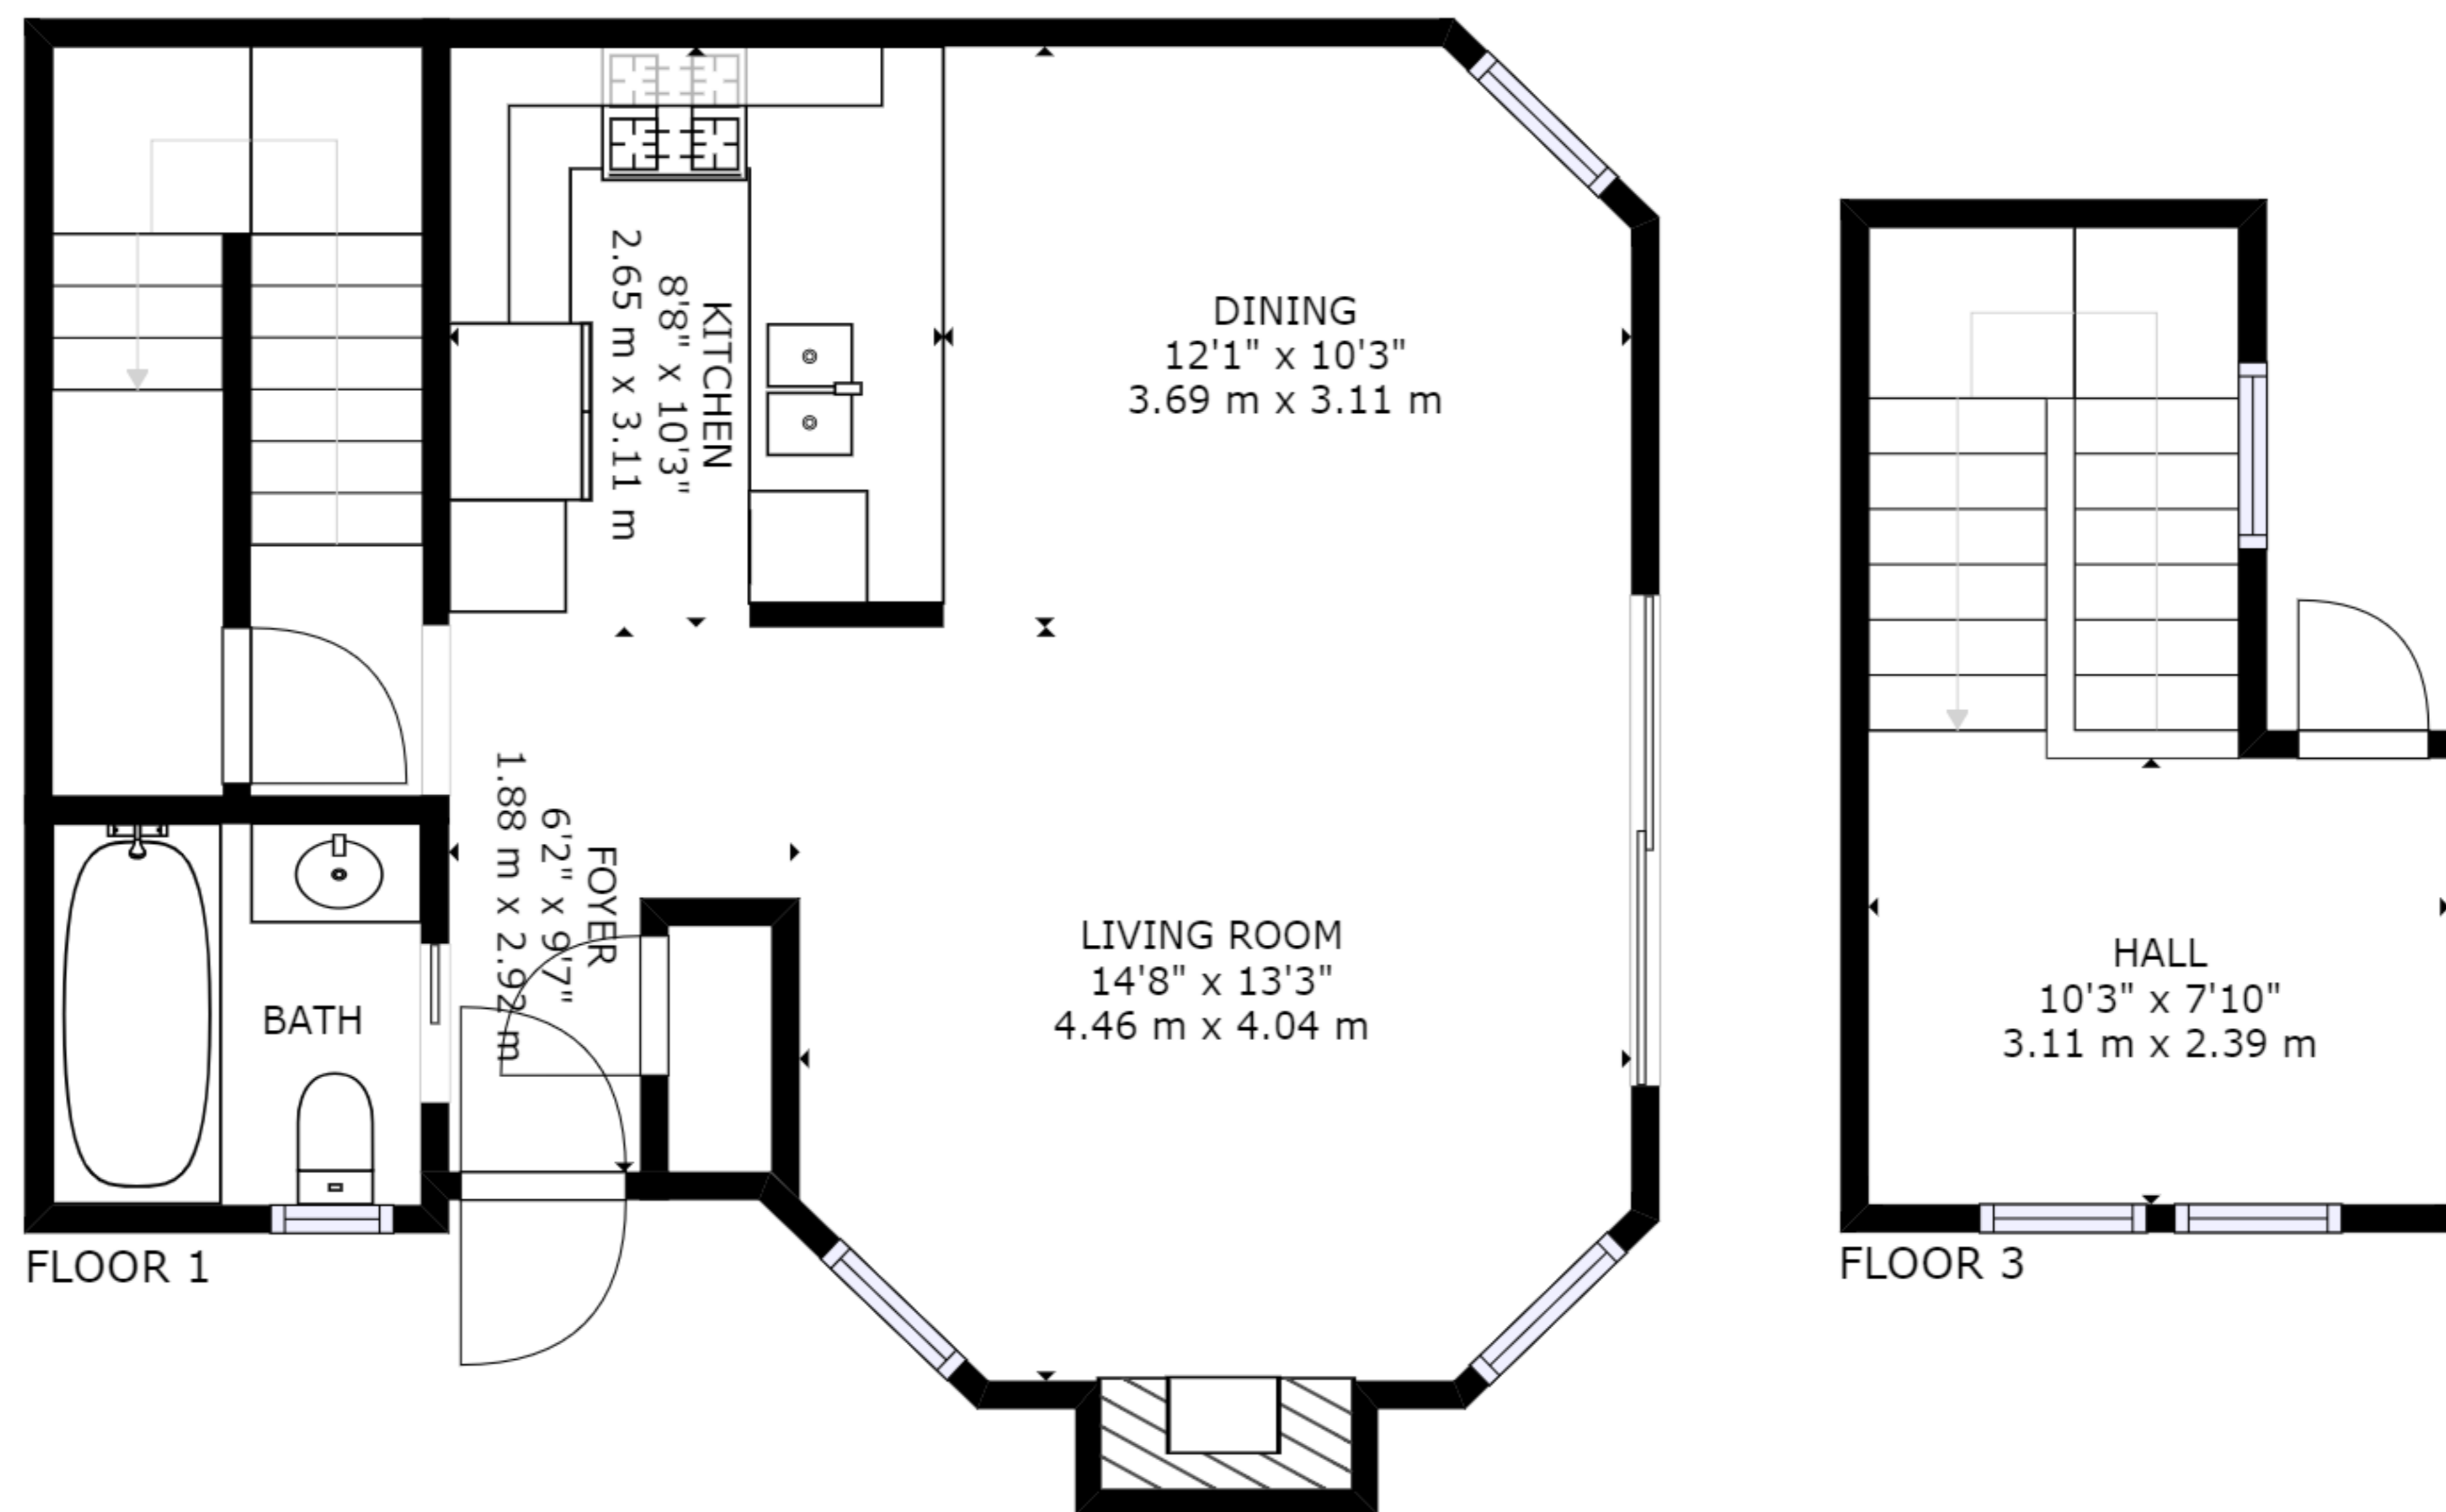 KITCHEN
8'8" x 10'3"
2.65 m x 3.11 m
DINING
12'1" x 10'3"
3.69 m x 3.11 m
FOYER
6'2" x 9'7"
1.88 m x 2.92 m
LIVING ROOM
14'8" x 13'3"
4.46 m x 4.04 m
BATH
FLOOR 1
HALL
10'3" x 7'10"
3.11 m x 2.39 m
FLOOR 3